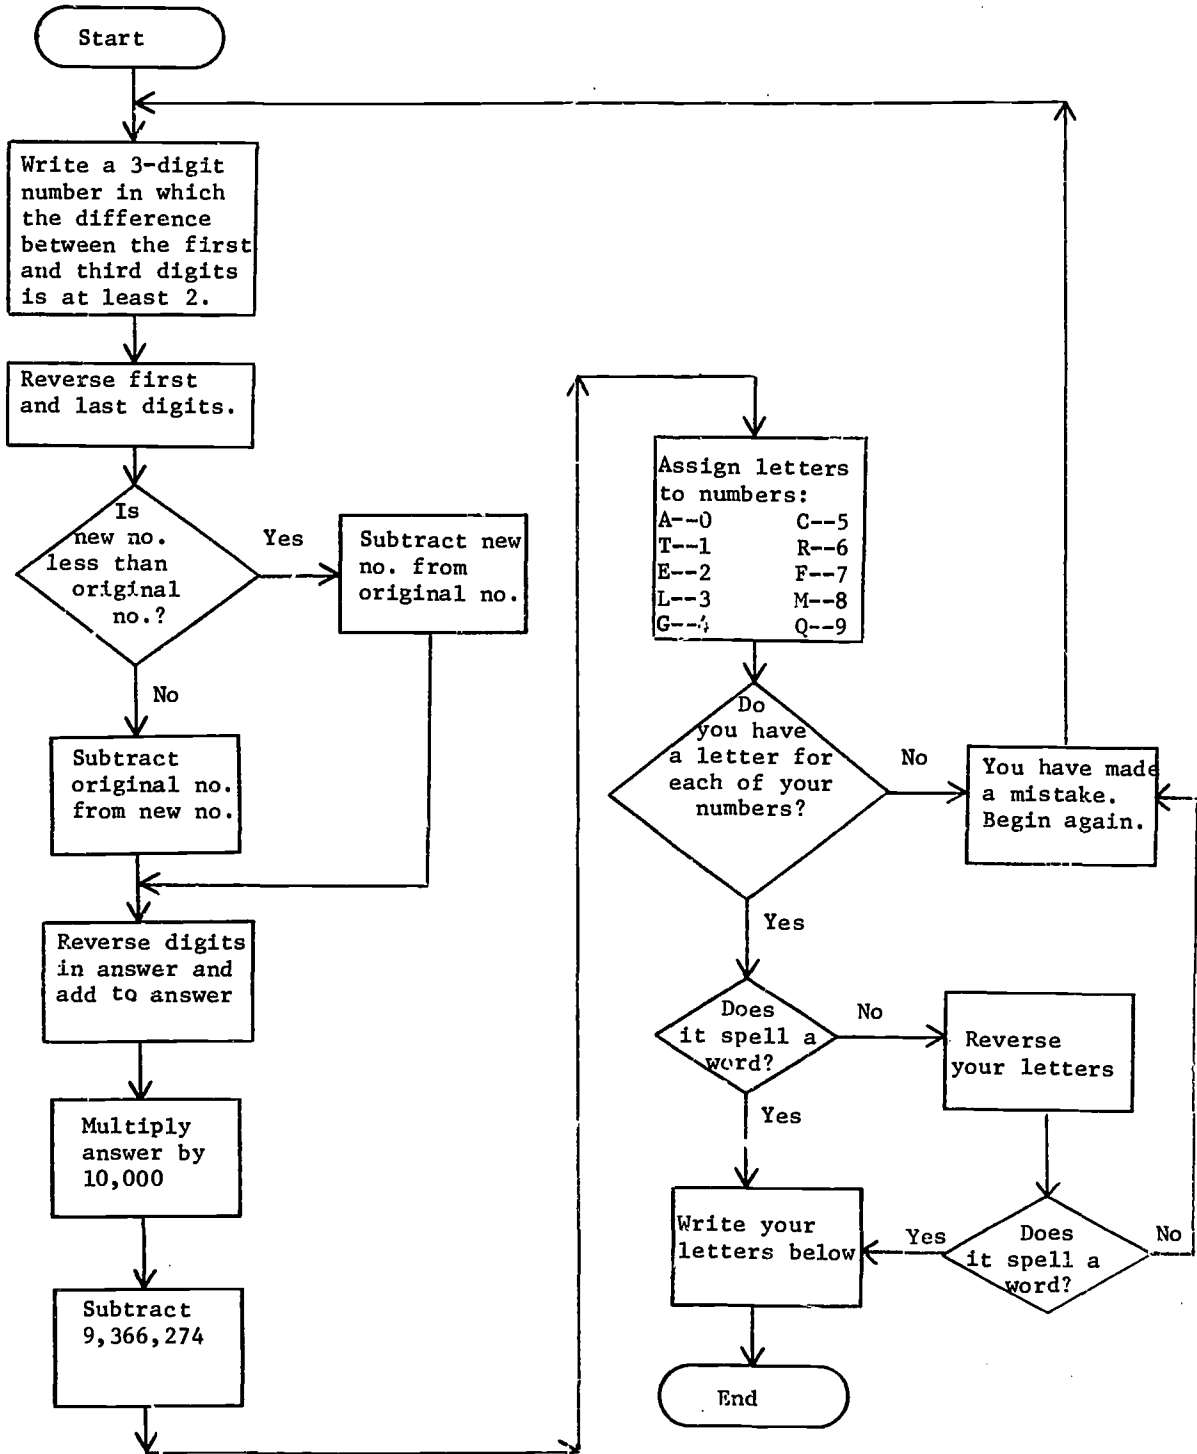 Start
Write a 3-digit
number in which
the difference
between the first
and third digits
is at least 2.
Reverse first
and last digits.
Is
new no.
less than
original
no.?
Yes
Subtract new
no. from
original no.
No
Subtract
original no.
from new no.
Reverse digits
in answer and
add to answer
Multiply
answer by
10,000
Subtract
9,366,274
Assign letters
to numbers:
A--0 C--5
T--1 R--6
E--2 F--7
L--3 M--8
G--4 Q--9
Do
you have
a letter for
each of your
numbers?
No
You have made
a mistake.
Begin again.
Yes
Does
it spell a
word?
No
Reverse
your letters
Yes
Write your
letters below
Yes
Does
it spell a
word?
No
End